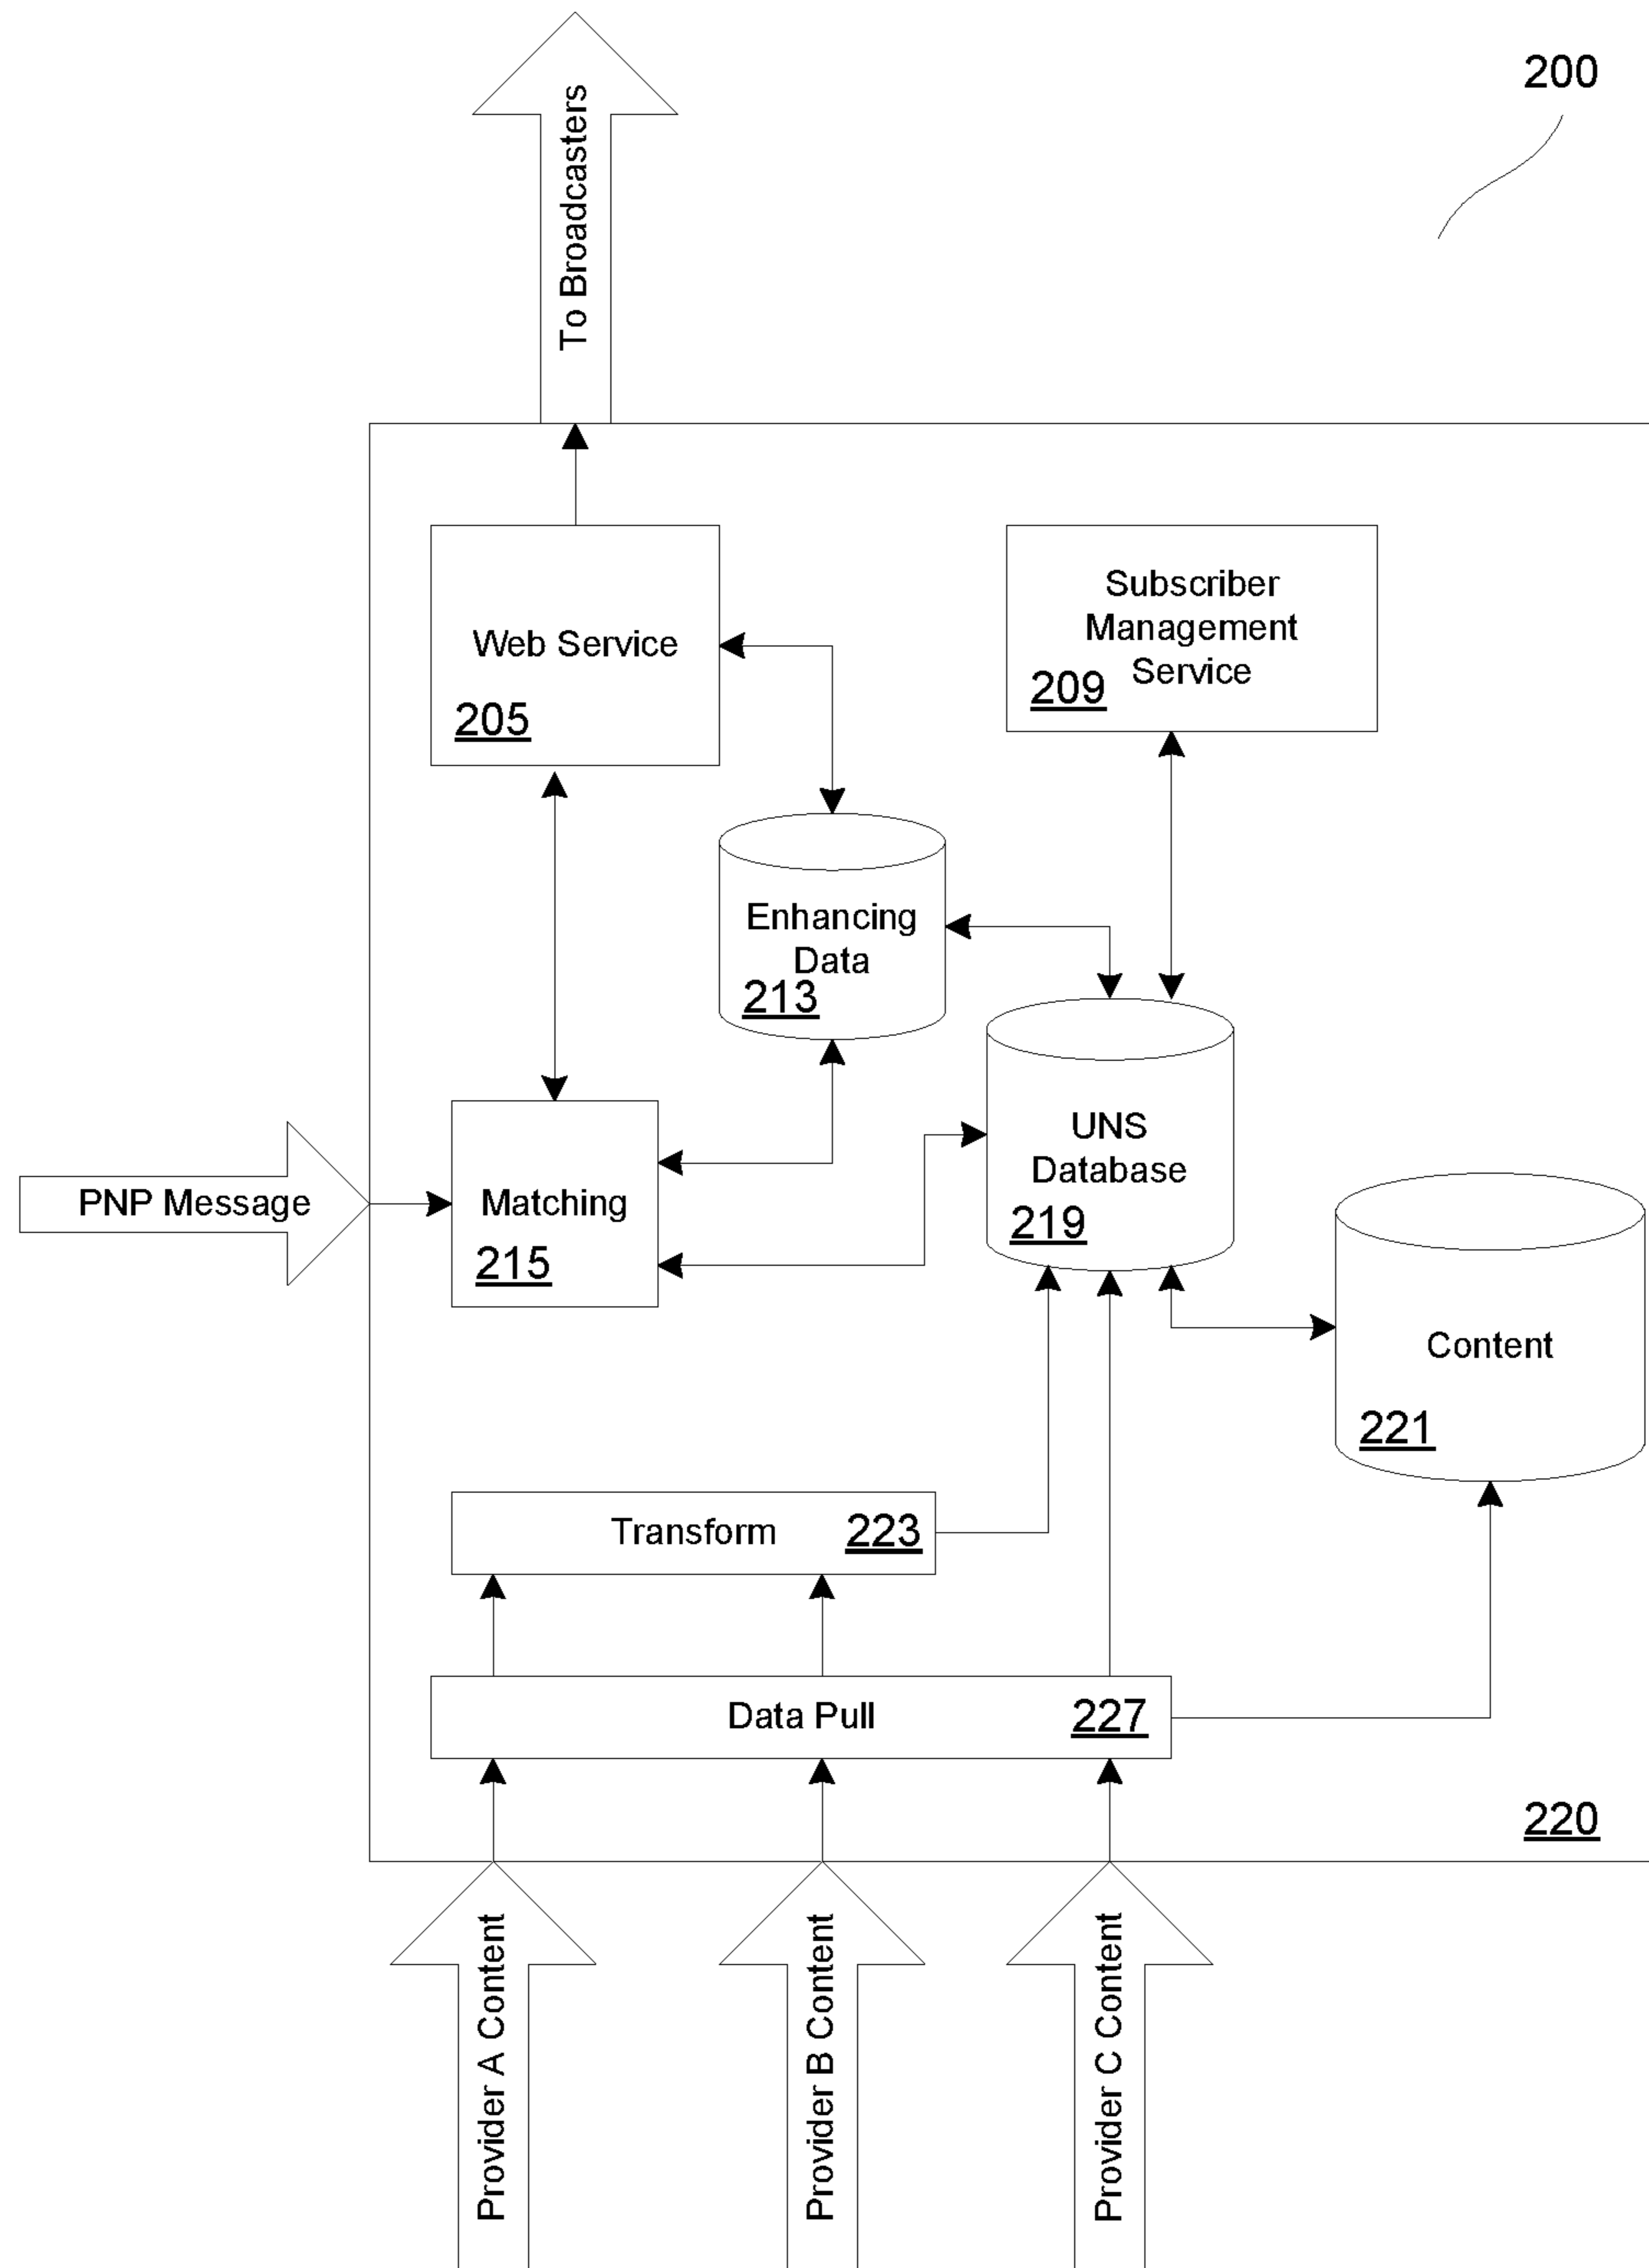 200
To Broadcasters
Web Service
205
Subscriber
Management
Service
209
Enhancing
Data
213
UNS
Database
219
PNP Message
Matching
215
Content
221
Transform
223
Data Pull
227
220
Provider A Content
Provider B Content
Provider C Content